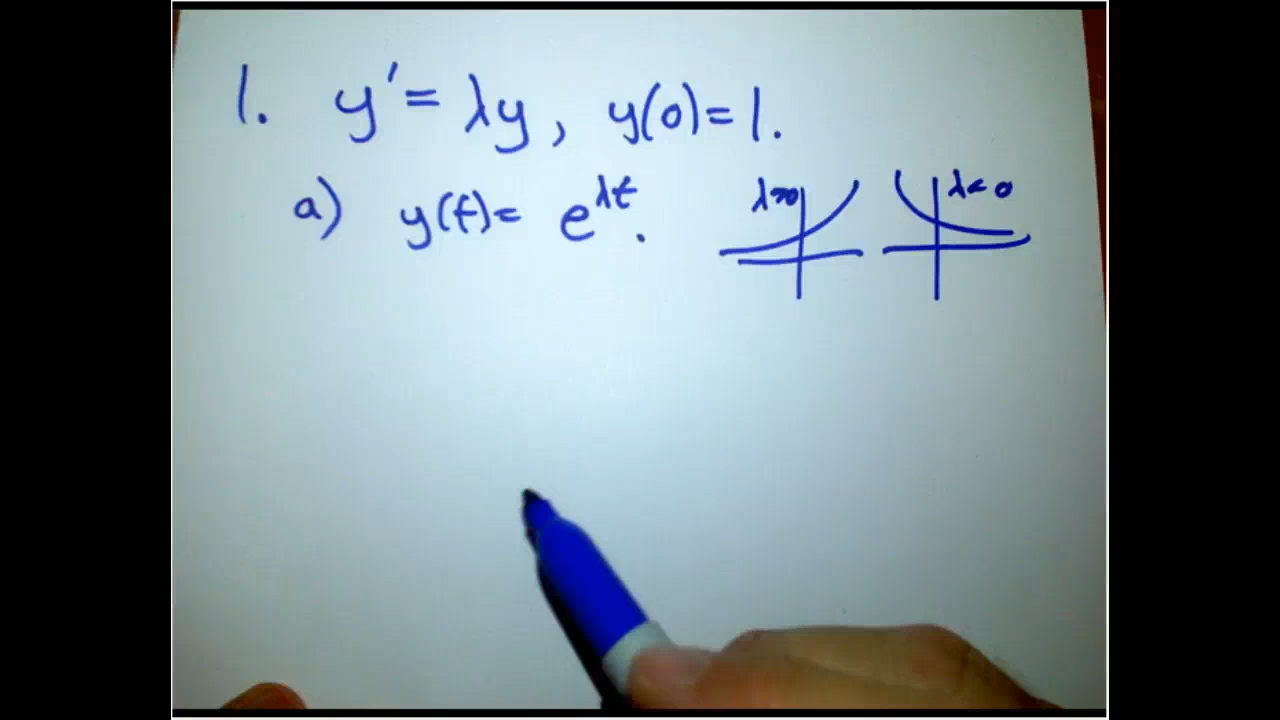 1. y' = λy, y(0) = 1.
a) y(t) = e^{λt}.
λ>0
λ<0